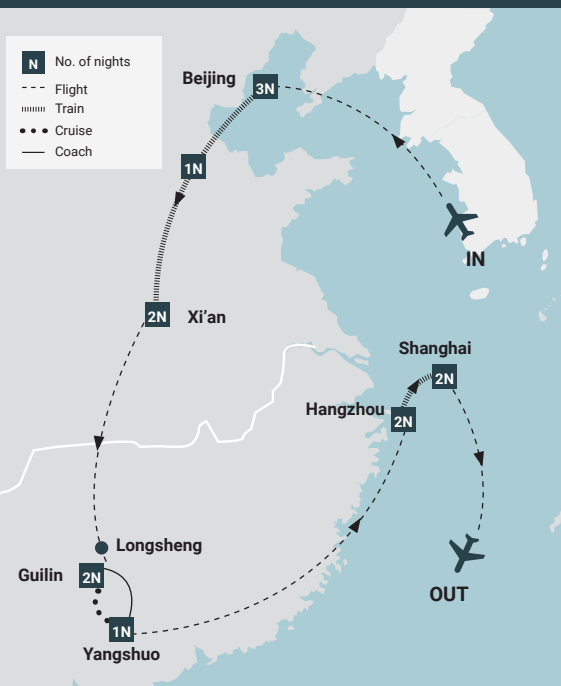 N No. of nights
Flight
Train
Cruise
Coach
Beijing
3N
1N
IN
2N
Xi’an
Shanghai
2N
Hangzhou
2N
Longsheng
Guilin
2N
OUT
1N
Yangshuo